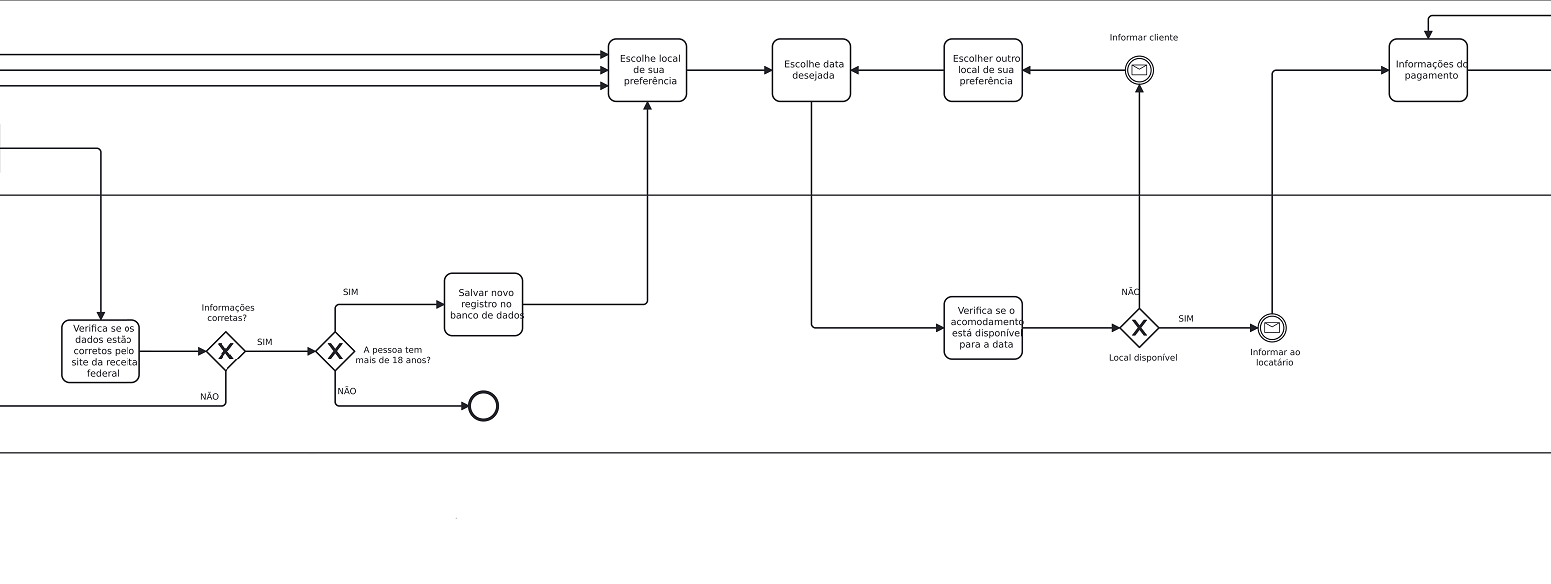 Informar cliente
Escolhe local
de sua
preferência
Escolhe data
desejada
Escolher outro
local de sua
preferência
Informações do
pagamento
Salvar novo
registro no
banco de dados
SIM
Informações
corretas?
Verifica se os
dados estão
corretos pelo
site da receita
federal
SIM
A pessoa tem
mais de 18 anos?
NÃO
NÃO
Verifica se o
acomodamento
está disponível
para a data
NÃO
SIM
Local disponível
Informar ao
locatário